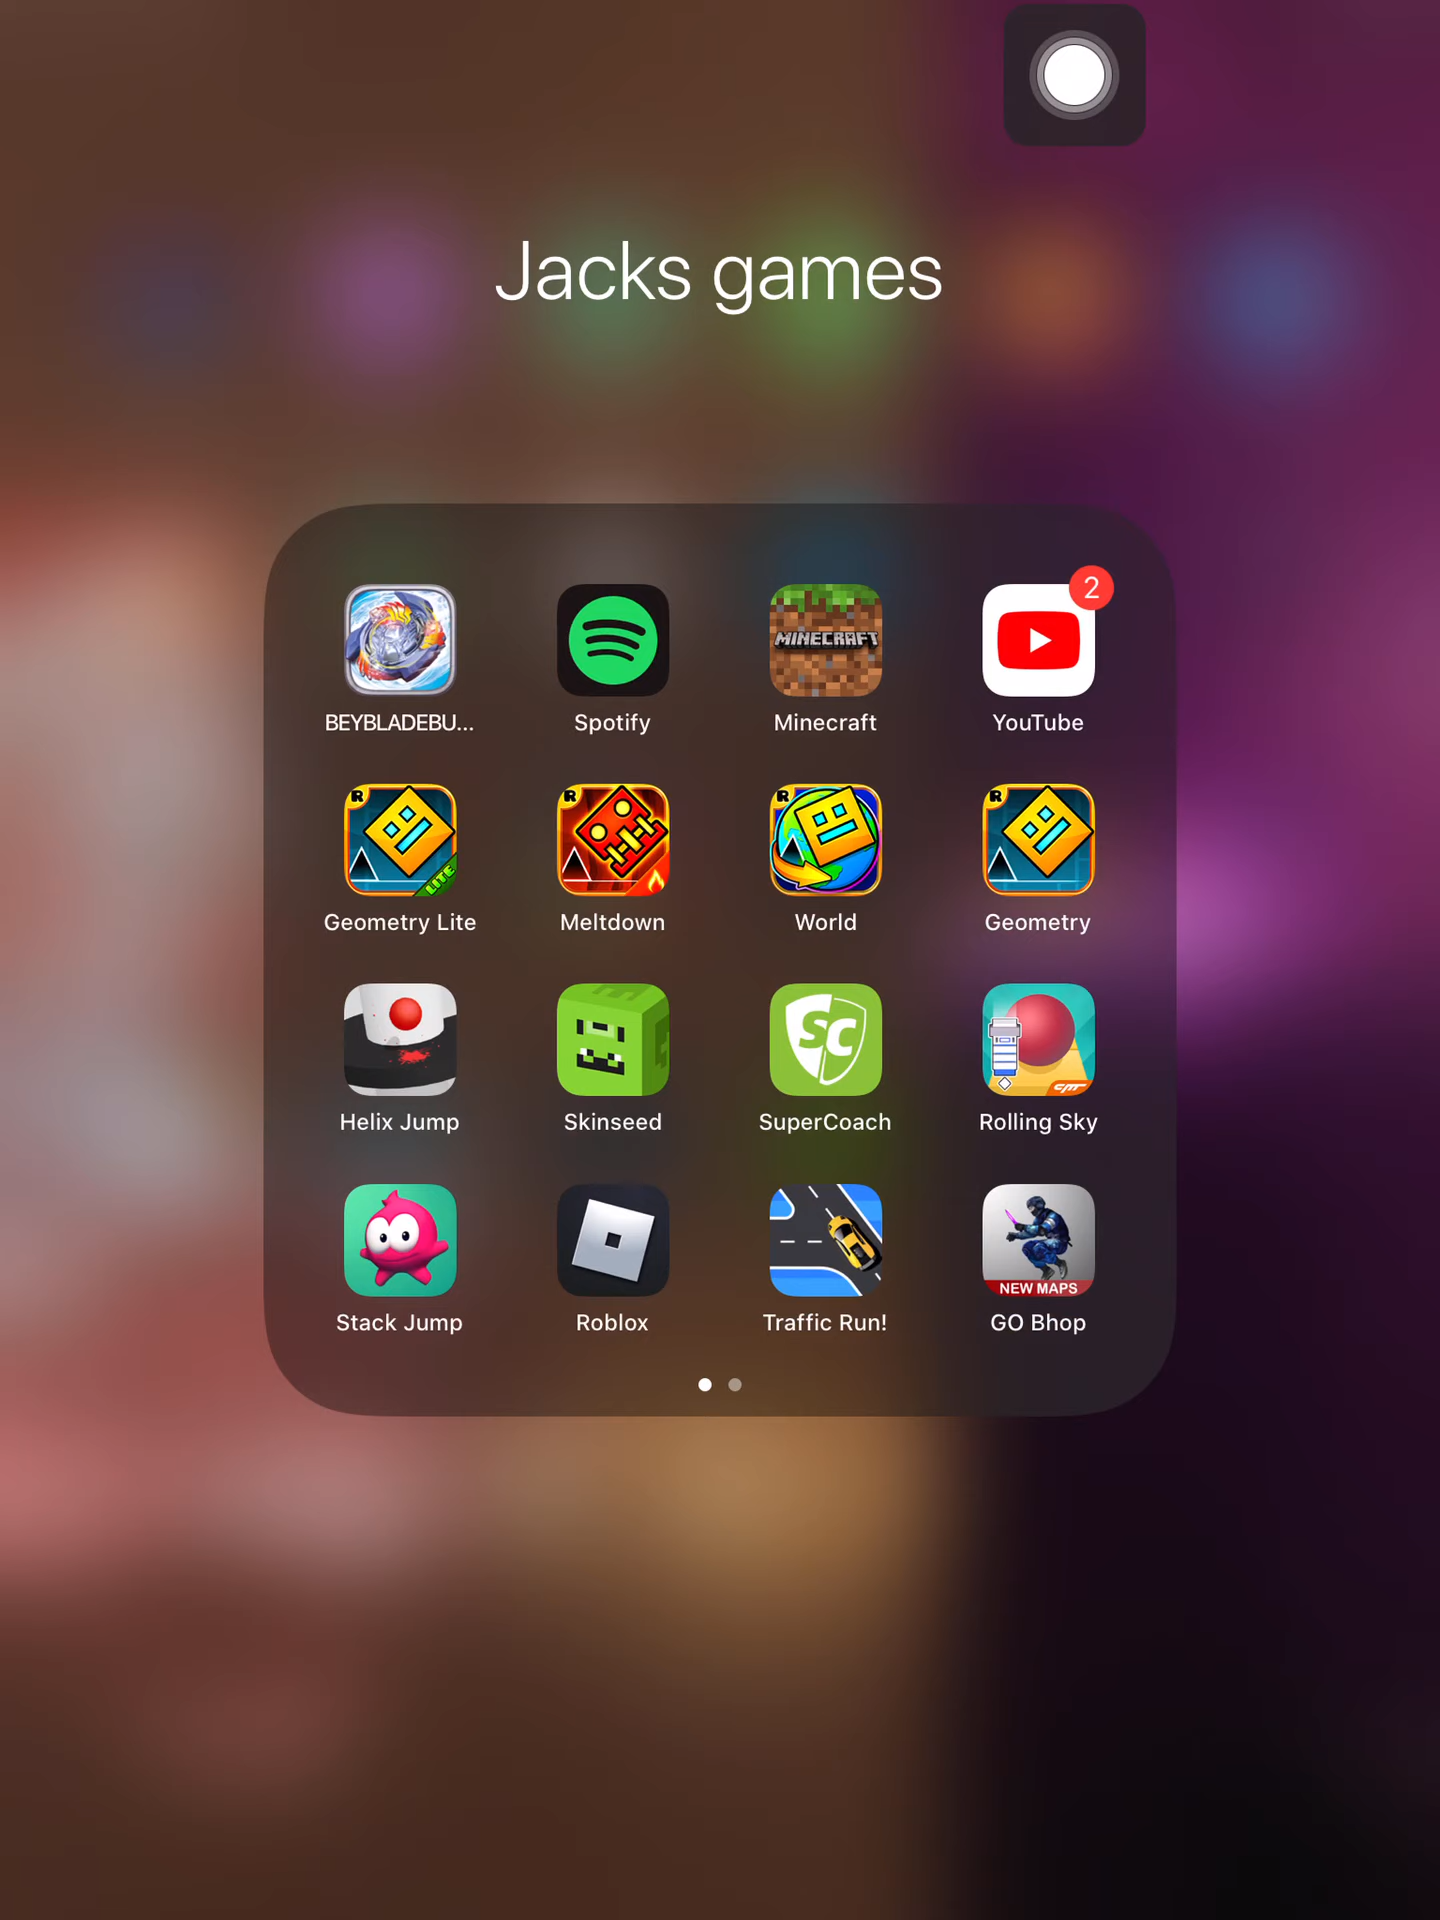 Jacks games
2
MINECRAFT
BEYBLADEBU...
Spotify
Minecraft
YouTube
R
R
R
R
LITE
Geometry Lite
Meltdown
World
Geometry
SC
CMT
Helix Jump
Skinseed
SuperCoach
Rolling Sky
NEW MAPS
Stack Jump
Roblox
Traffic Run!
GO Bhop